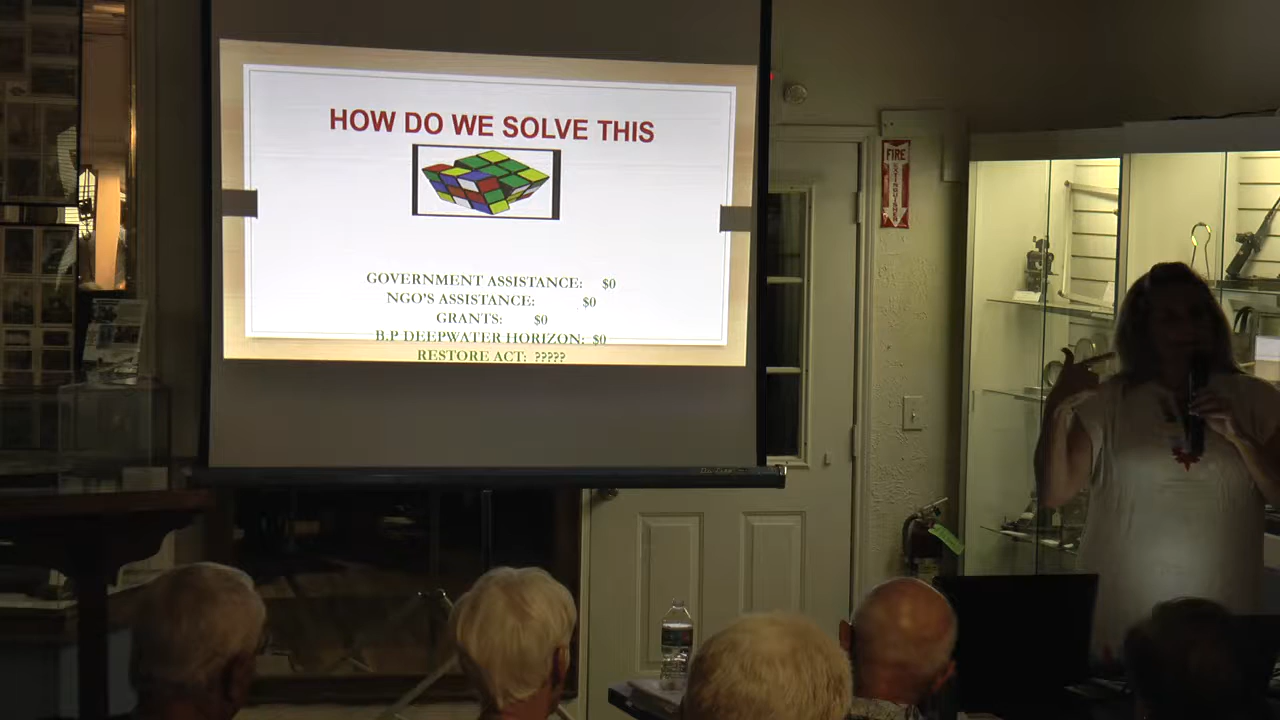 HOW DO WE SOLVE THIS
GOVERNMENT ASSISTANCE: $0
NGO'S ASSISTANCE: $0
GRANTS: $0
B.P DEEPWATER HORIZON: $0
RESTORE ACT: ?????
FIRE
EXTINGUISHER